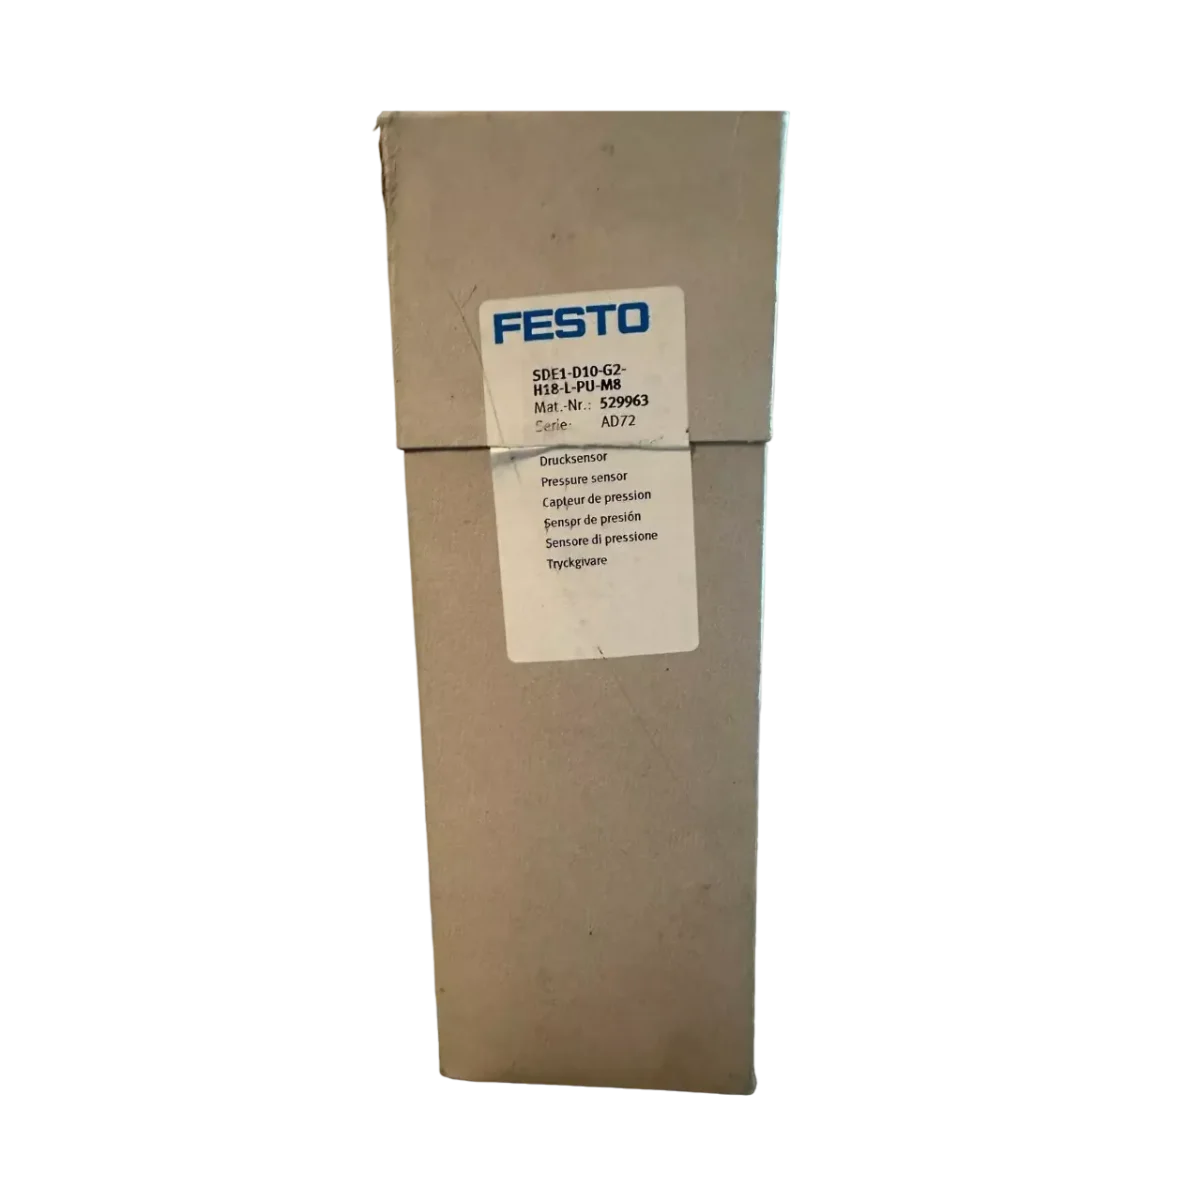 FESTO
SDE1-D10-G2-
H18-L-PU-M8
Mat.-Nr.: 529963
Serie: AD72
Drucksensor
Pressure sensor
Capteur de pression
Sensor de presión
Sensore di pressione
Tryckgivare